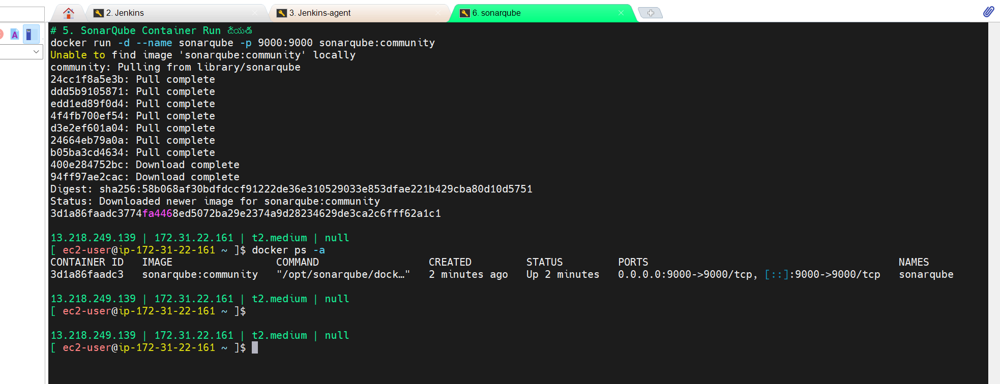 2. Jenkins
3. Jenkins-agent
6. sonarqube
# 5. SonarQube Container Run చేయండి
docker run -d --name sonarqube -p 9000:9000 sonarqube:community
Unable to find image 'sonarqube:community' locally
community: Pulling from library/sonarqube
24cc1f8a5e3b: Pull complete
ddd5b9105871: Pull complete
edd1ed89f0d4: Pull complete
4f4fb700ef54: Pull complete
d3e2ef601a04: Pull complete
24664eb79a0a: Pull complete
b05ba3cd4634: Pull complete
400e284752bc: Download complete
94ff97ae2cac: Download complete
Digest: sha256:58b068af30bdfdccf91222de36e310529033e853dfae221b429cba80d10d5751
Status: Downloaded newer image for sonarqube:community
3d1a86faadc3774fa4468ed5072ba29e2374a9d28234629de3ca2c6fff62a1c1
13.218.249.139 | 172.31.22.161 | t2.medium | null
[ ec2-user@ip-172-31-22-161 ~ ]$ docker ps -a
CONTAINER ID IMAGE COMMAND CREATED STATUS PORTS NAMES
3d1a86faadc3 sonarqube:community "/opt/sonarqube/dock…" 2 minutes ago Up 2 minutes 0.0.0.0:9000->9000/tcp, [::]:9000->9000/tcp sonarqube
13.218.249.139 | 172.31.22.161 | t2.medium | null
[ ec2-user@ip-172-31-22-161 ~ ]$
13.218.249.139 | 172.31.22.161 | t2.medium | null
[ ec2-user@ip-172-31-22-161 ~ ]$